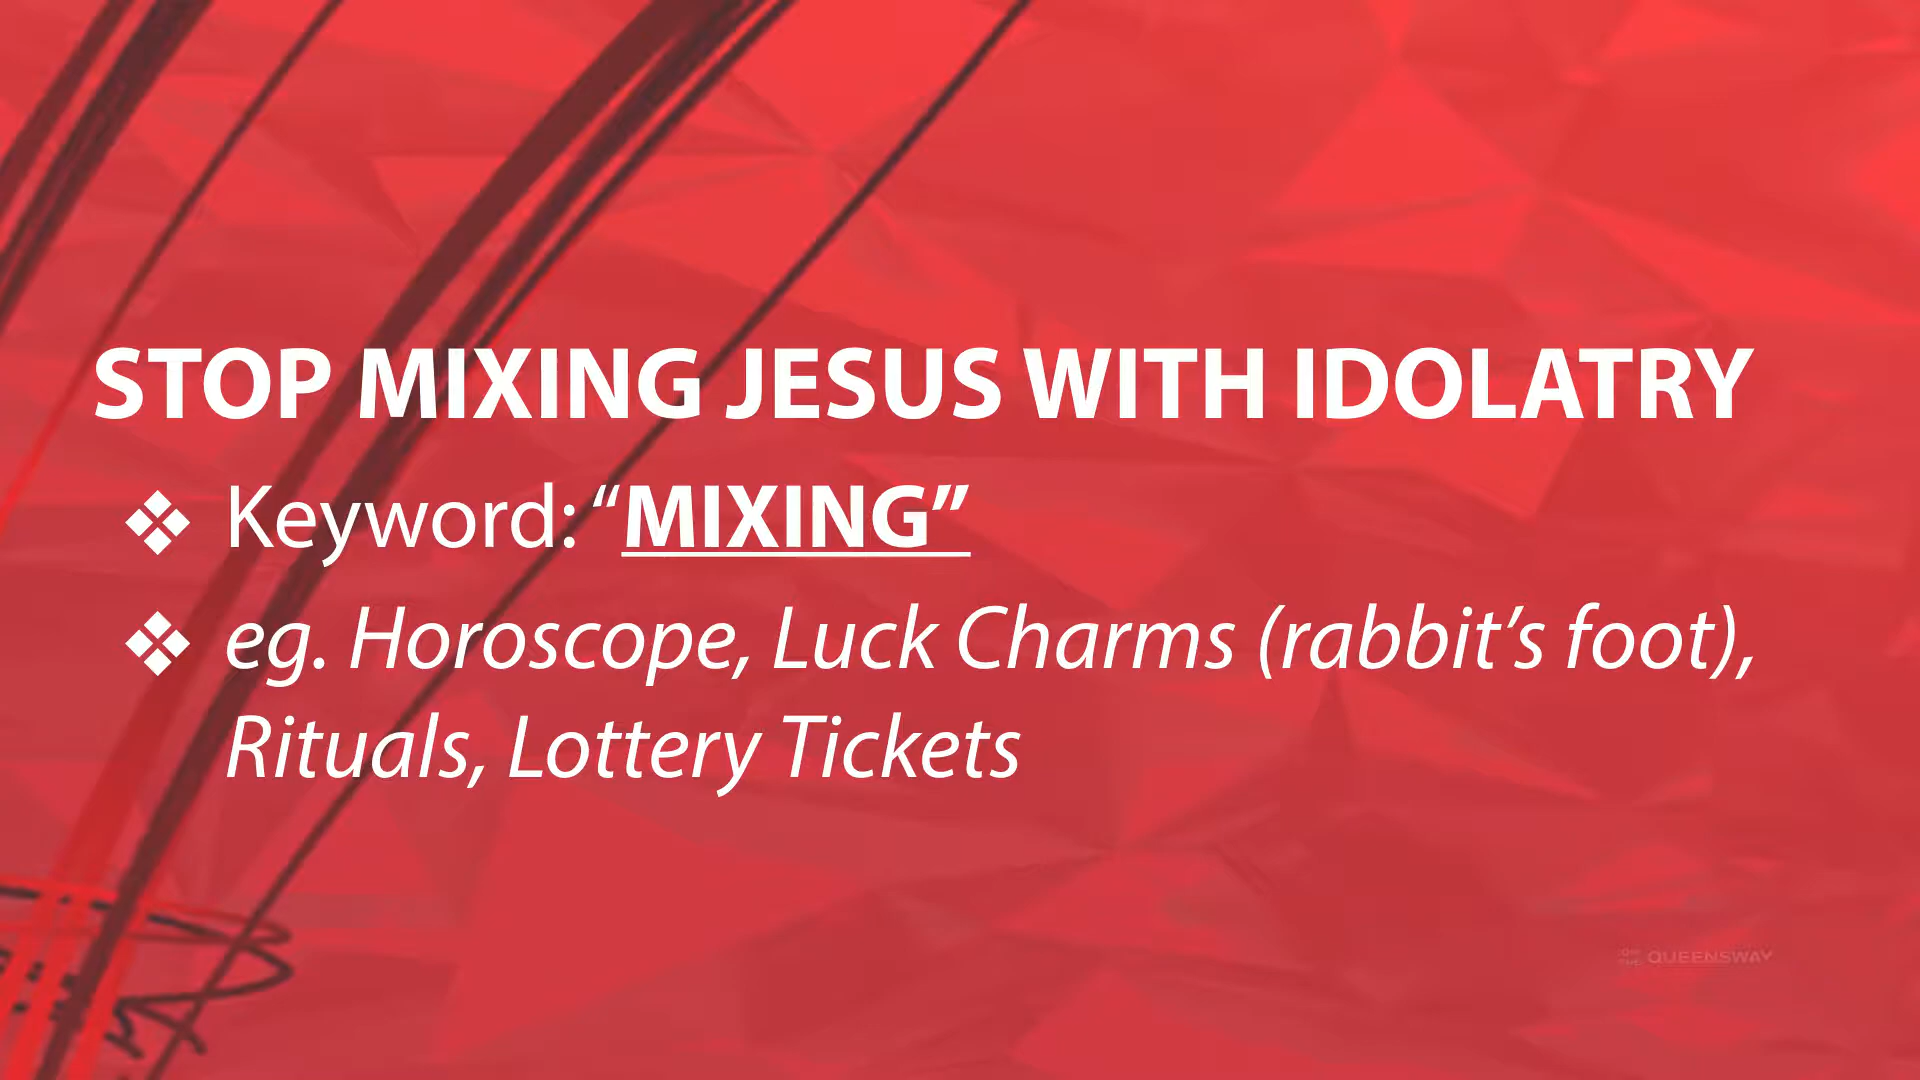 STOP MIXING JESUS WITH IDOLATRY
❖ Keyword: “MIXING”
❖ eg. Horoscope, Luck Charms (rabbit’s foot),
Rituals, Lottery Tickets
QUEENSWAY